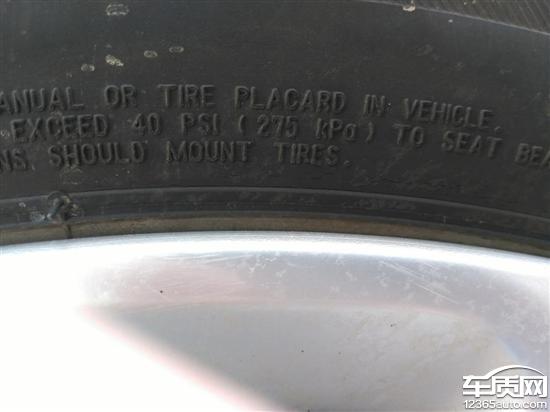 ANUAL OR TIRE PLACARD IN VEHICLE.
EXCEED 40 PSI (275 kPa) TO SEAT BEA
NS SHOULD MOUNT TIRES.
车质网
12365auto.com